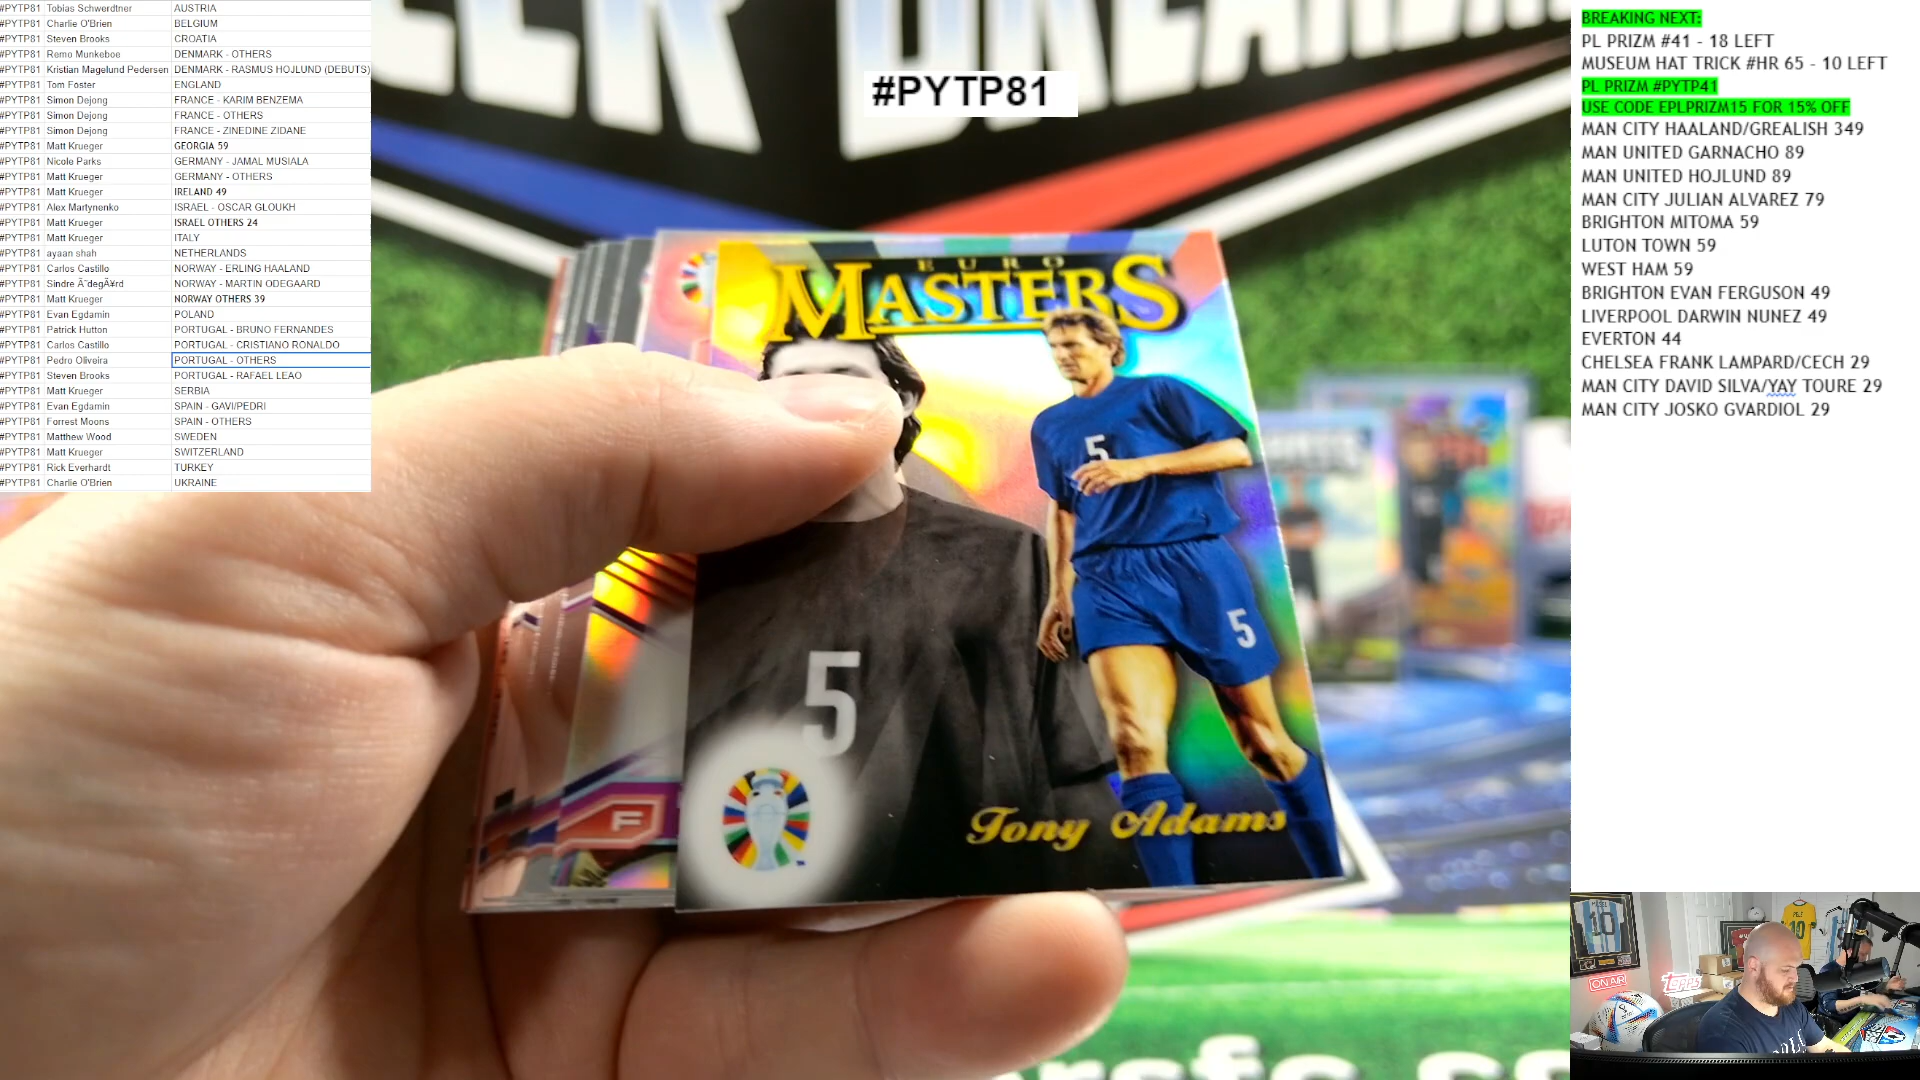 #PYTP81 Tobias Schwerdtner AUSTRIA
#PYTP81 Charlie O'Brien BELGIUM
#PYTP81 Steven Brooks CROATIA
#PYTP81 Remo Munkeboe DENMARK - OTHERS
#PYTP81 Kristian Magelund Pedersen DENMARK - RASMUS HOJLUND (DEBUTS)
#PYTP81 Tom Foster ENGLAND
#PYTP81 Simon Dejong FRANCE - KARIM BENZEMA
#PYTP81 Simon Dejong FRANCE - OTHERS
#PYTP81 Simon Dejong FRANCE - ZINEDINE ZIDANE
#PYTP81 Matt Krueger GEORGIA 59
#PYTP81 Nicole Parks GERMANY - JAMAL MUSIALA
#PYTP81 Matt Krueger GERMANY - OTHERS
#PYTP81 Matt Krueger IRELAND 49
#PYTP81 Alex Martynenko ISRAEL - OSCAR GLOUKH
#PYTP81 Matt Krueger ISRAEL OTHERS 24
#PYTP81 Matt Krueger ITALY
#PYTP81 ayaan shah NETHERLANDS
#PYTP81 Carlos Castillo NORWAY - ERLING HAALAND
#PYTP81 Sindre Ã˜degÃ¥rd NORWAY - MARTIN ODEGAARD
#PYTP81 Matt Krueger NORWAY OTHERS 39
#PYTP81 Evan Egdamin POLAND
#PYTP81 Patrick Hutton PORTUGAL - BRUNO FERNANDES
#PYTP81 Carlos Castillo PORTUGAL - CRISTIANO RONALDO
#PYTP81 Pedro Oliveira PORTUGAL - OTHERS
#PYTP81 Steven Brooks PORTUGAL - RAFAEL LEAO
#PYTP81 Matt Krueger SERBIA
#PYTP81 Evan Egdamin SPAIN - GAVI/PEDRI
#PYTP81 Forrest Moons SPAIN - OTHERS
#PYTP81 Matthew Wood SWEDEN
#PYTP81 Matt Krueger SWITZERLAND
#PYTP81 Rick Everhardt TURKEY
#PYTP81 Charlie O'Brien UKRAINE
#PYTP81
EURO
MASTERS
5
5
5
F
Tony Adams
BREAKING NEXT:
PL PRIZM #41 - 18 LEFT
MUSEUM HAT TRICK #HR 65 - 10 LEFT
PL PRIZM #PYTP41
USE CODE EPLPRIZM15 FOR 15% OFF
MAN CITY HAALAND/GREALISH 349
MAN UNITED GARNACHO 89
MAN UNITED HOJLUND 89
MAN CITY JULIAN ALVAREZ 79
BRIGHTON MITOMA 59
LUTON TOWN 59
WEST HAM 59
BRIGHTON EVAN FERGUSON 49
LIVERPOOL DARWIN NUNEZ 49
EVERTON 44
CHELSEA FRANK LAMPARD/CECH 29
MAN CITY DAVID SILVA/YAY TOURE 29
MAN CITY JOSKO GVARDIOL 29
10
10
ON AIR
TOPPS